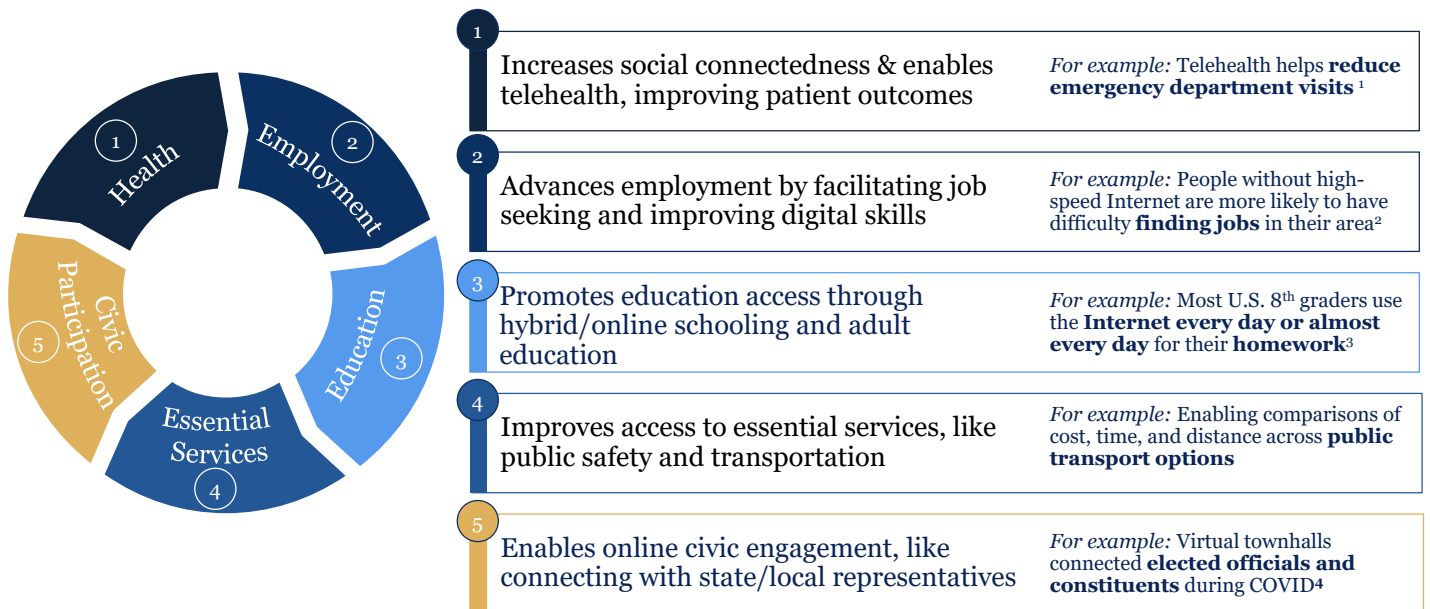 1
Health
2
Employment
3
Education
4
Essential
Services
5
Civic
Participation
1
Increases social connectedness & enables
telehealth, improving patient outcomes
For example: Telehealth helps reduce
emergency department visits ¹
2
Advances employment by facilitating job
seeking and improving digital skills
For example: People without high-
speed Internet are more likely to have
difficulty finding jobs in their area²
3
Promotes education access through
hybrid/online schooling and adult
education
For example: Most U.S. 8th graders use
the Internet every day or almost
every day for their homework³
4
Improves access to essential services, like
public safety and transportation
For example: Enabling comparisons of
cost, time, and distance across public
transport options
5
Enables online civic engagement, like
connecting with state/local representatives
For example: Virtual townhalls
connected elected officials and
constituents during COVID⁴